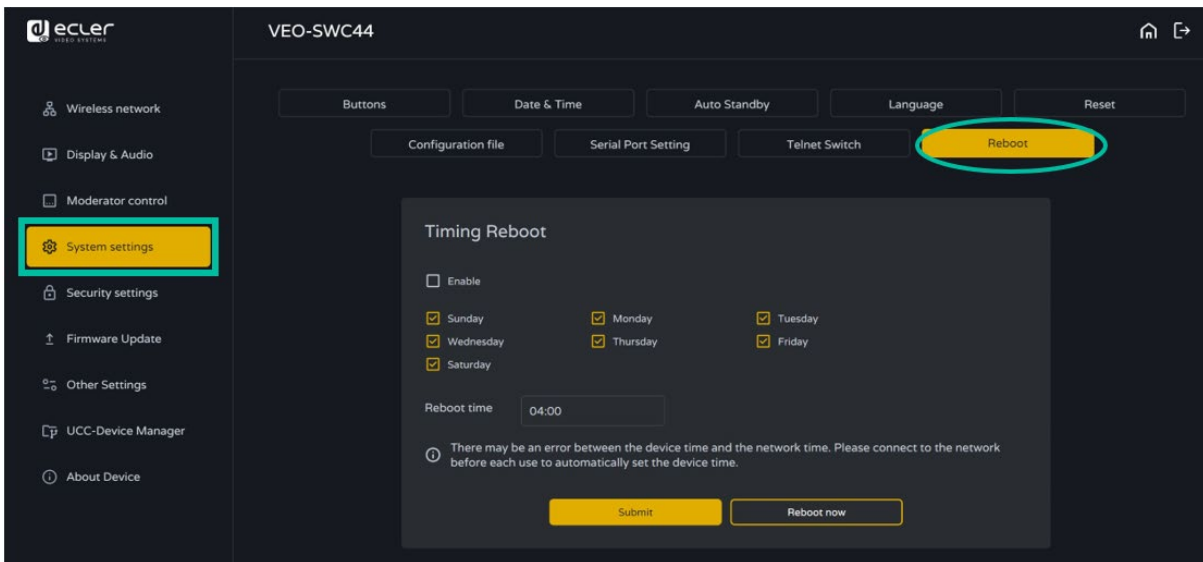 ecler
VIDEO SYSTEMS
VEO-SWC44
Wireless network
Display & Audio
Moderator control
System settings
Security settings
Firmware Update
Other Settings
UCC-Device Manager
About Device
Buttons
Date & Time
Auto Standby
Language
Reset
Configuration file
Serial Port Setting
Telnet Switch
Reboot
Timing Reboot
Enable
Sunday
Monday
Tuesday
Wednesday
Thursday
Friday
Saturday
Reboot time
04:00
There may be an error between the device time and the network time. Please connect to the network
before each use to automatically set the device time.
Submit
Reboot now